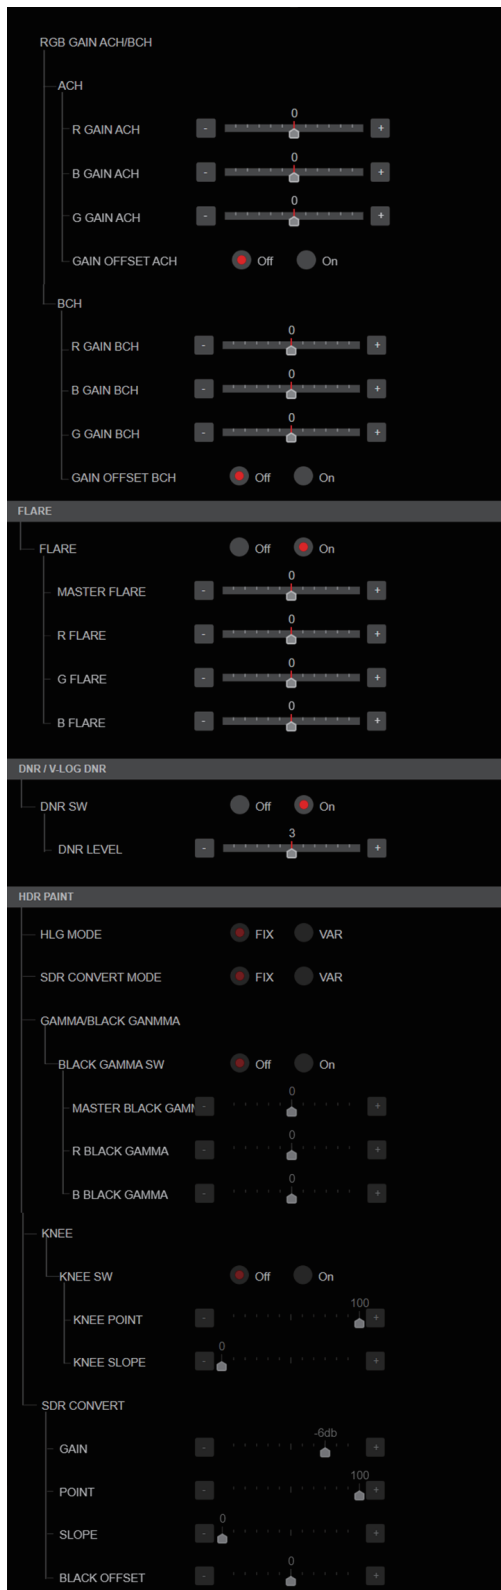 RGB GAIN ACH/BCH
ACH
0
R GAIN ACH - +
0
B GAIN ACH - +
0
G GAIN ACH - +
GAIN OFFSET ACH Off On
BCH
0
R GAIN BCH - +
0
B GAIN BCH - +
0
G GAIN BCH - +
GAIN OFFSET BCH Off On
FLARE
FLARE Off On
0
MASTER FLARE - +
0
R FLARE - +
0
G FLARE - +
0
B FLARE - +
DNR / V-LOG DNR
DNR SW Off On
3
DNR LEVEL - +
HDR PAINT
HLG MODE FIX VAR
SDR CONVERT MODE FIX VAR
GAMMA/BLACK GANMMA
BLACK GAMMA SW Off On
0
MASTER BLACK GAMM - +
0
R BLACK GAMMA - +
0
B BLACK GAMMA - +
KNEE
KNEE SW Off On
100
KNEE POINT - +
0
KNEE SLOPE - +
SDR CONVERT
-6db
GAIN - +
100
POINT - +
0
SLOPE - +
0
BLACK OFFSET - +